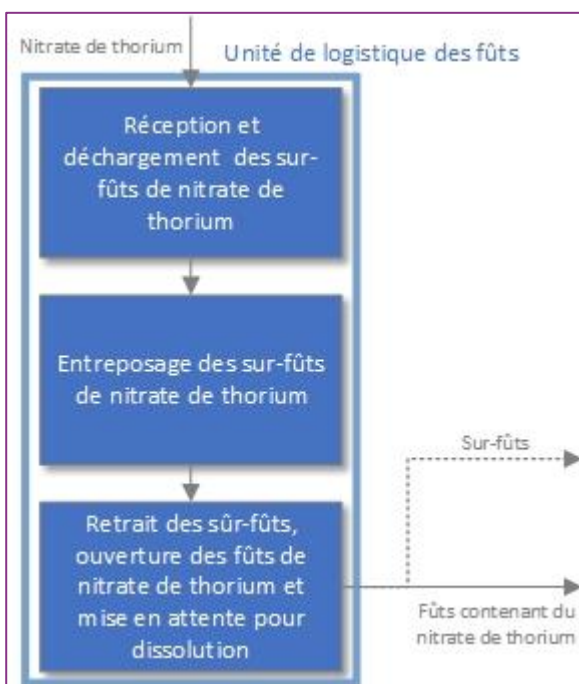 Nitrate de thorium
Unité de logistique des fûts
Réception et
déchargement des sur-
fûts de nitrate de
thorium
Entreposage des sur-fûts
de nitrate de thorium
Sur-fûts
Retrait des sûr-fûts,
ouverture des fûts de
nitrate de thorium et
mise en attente pour
dissolution
Fûts contenant du
nitrate de thorium